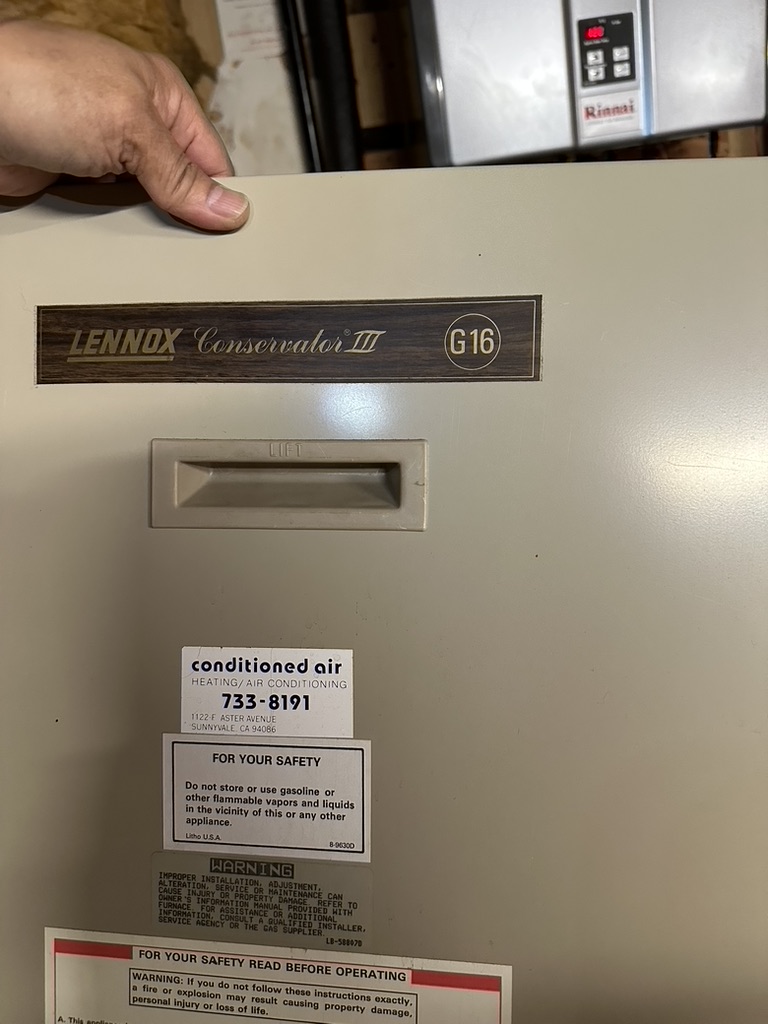 Rinnai
LENNOX Conservator® III G16
LIFT
conditioned air
HEATING/AIR CONDITIONING
733-8191
1122-F ASTER AVENUE
SUNNYVALE, CA 94086
FOR YOUR SAFETY
Do not store or use gasoline or
other flammable vapors and liquids
in the vicinity of this or any other
appliance.
Litho U.S.A.
8-9630D
WARNING
IMPROPER INSTALLATION, ADJUSTMENT,
ALTERATION, SERVICE OR MAINTENANCE CAN
CAUSE INJURY OR PROPERTY DAMAGE. REFER TO
OWNER'S INFORMATION MANUAL PROVIDED WITH
FURNACE. FOR ASSISTANCE OR ADDITIONAL
INFORMATION, CONSULT A QUALIFIED INSTALLER,
SERVICE AGENCY OR THE GAS SUPPLIER.
FOR YOUR SAFETY READ BEFORE OPERATING
WARNING: If you do not follow these instructions exactly,
a fire or explosion may result causing property damage,
personal injury or loss of life.
A. This